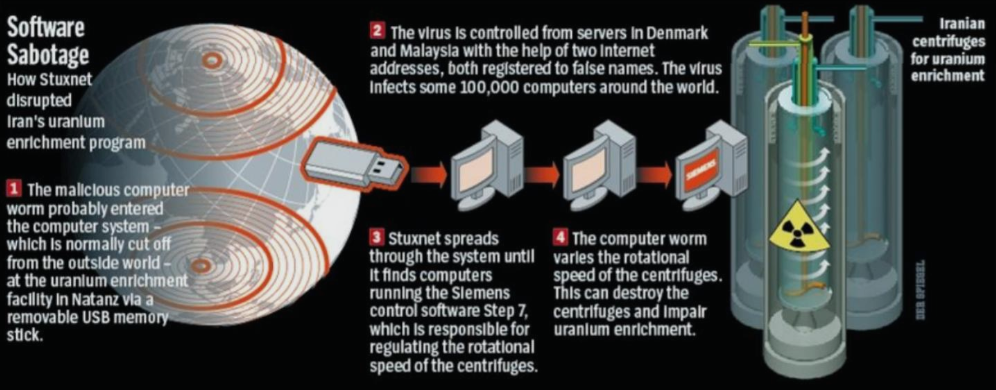 Software
Sabotage
How Stuxnet
disrupted
Iran's uranium
enrichment program
1 The malicious computer
worm probably entered
the computer system –
which is normally cut off
from the outside world –
at the uranium enrichment
facility in Natanz via a
removable USB memory
stick.
2 The virus is controlled from servers in Denmark
and Malaysia with the help of two Internet
addresses, both registered to false names. The virus
infects some 100,000 computers around the world.
SIEMENS
3 Stuxnet spreads
through the system until
it finds computers
running the Siemens
control software Step 7,
which is responsible for
regulating the rotational
speed of the centrifuges.
4 The computer worm
varies the rotational
speed of the centrifuges.
This can destroy the
centrifuges and impair
uranium enrichment.
Iranian
centrifuges
for uranium
enrichment
DER SPIEGEL